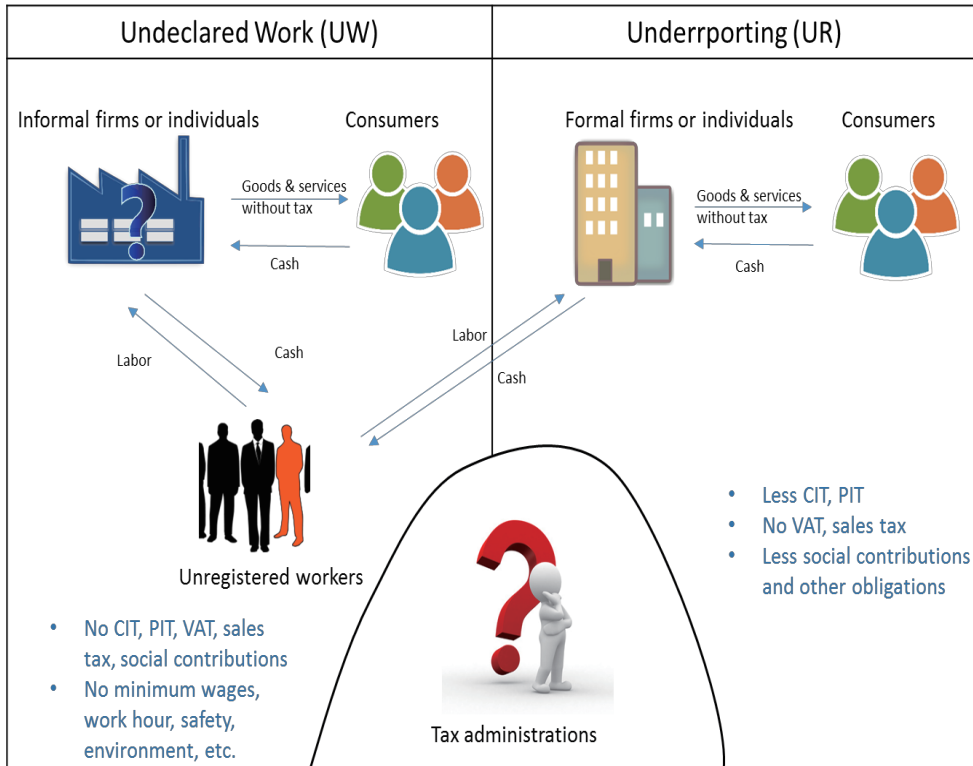 Undeclared Work (UW)
Underrporting (UR)
Informal firms or individuals
Consumers
Goods & services
without tax
Cash
Labor
Cash
Unregistered workers
• No CIT, PIT, VAT, sales
tax, social contributions
• No minimum wages,
work hour, safety,
environment, etc.
Formal firms or individuals
Consumers
Goods & services
without tax
Cash
Labor
Cash
• Less CIT, PIT
• No VAT, sales tax
• Less social contributions
and other obligations
Tax administrations